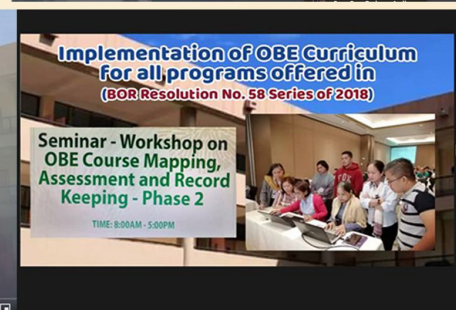 Implementation of OBE Curriculum
for all programs offered in
(BOR Resolution No. 58 Series of 2018)
Seminar - Workshop on
OBE Course Mapping,
Assessment and Record
Keeping - Phase 2
TIME: 8:00AM - 5:00PM